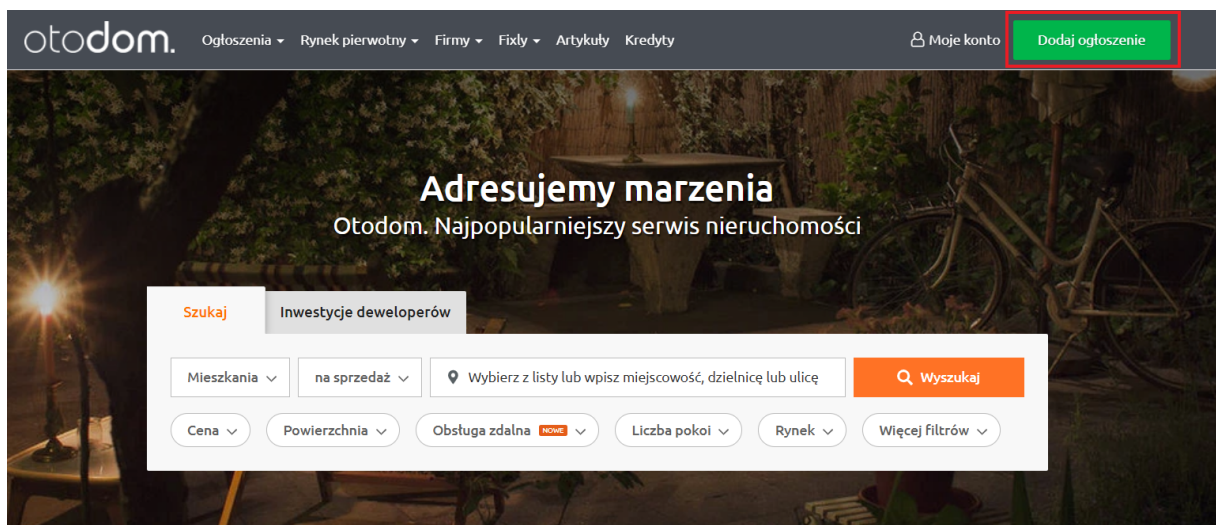 otodom.
Ogłoszenia Rynek pierwotny Firmy Fixly Artykuły Kredyty Moje konto Dodaj ogłoszenie
Adresujemy marzenia
Otodom. Najpopularniejszy serwis nieruchomości
Szukaj Inwestycje deweloperów
Mieszkania na sprzedaż Wybierz z listy lub wpisz miejscowość, dzielnicę lub ulicę Wyszukaj
Cena Powierzchnia Obsługa zdalna NOWE Liczba pokoi Rynek Więcej filtrów